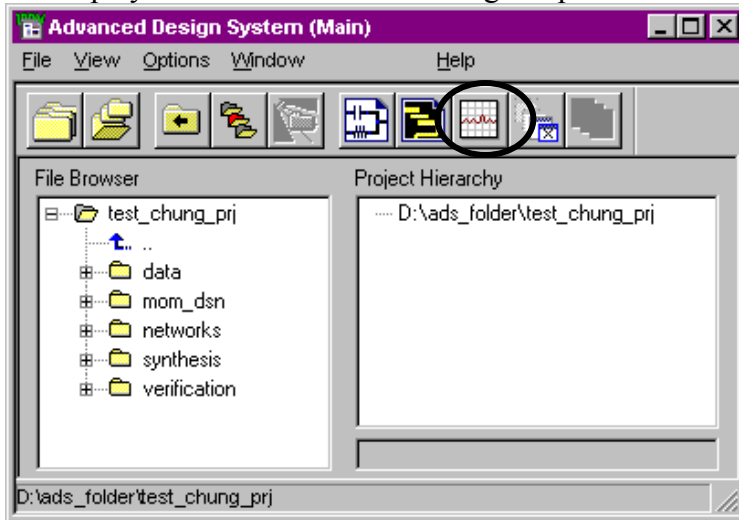 Advanced Design System (Main)
File View Options Window Help
File Browser
Project Hierarchy
test_chung_prj
D:\ads_folder\test_chung_prj
..
data
mom_dsn
networks
synthesis
verification
D:\ads_folder\test_chung_prj